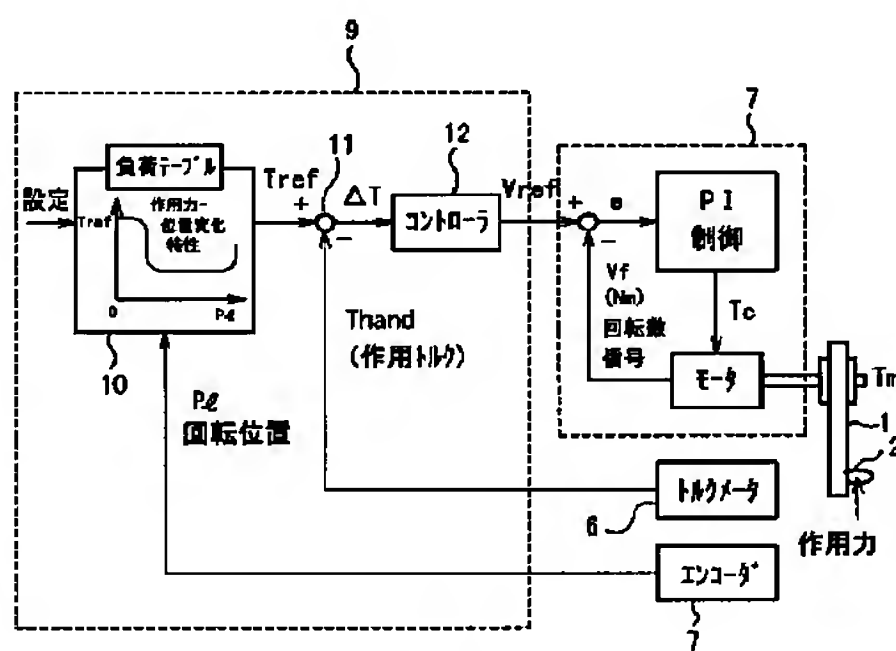 9
7
負荷テーブル
設定
Tref
作用力-
位置変化
特性
0
Pℓ
10
Tref
+
11
-
ΔT
12
コントローラ
Vref
+
-
e
PI
制御
Vf
(Nm)
回転数
信号
Tc
モータ
Tm
1
2
作用力
Thand
(作用トルク)
Pℓ
回転位置
トルクメータ
6
エンコーダ
7